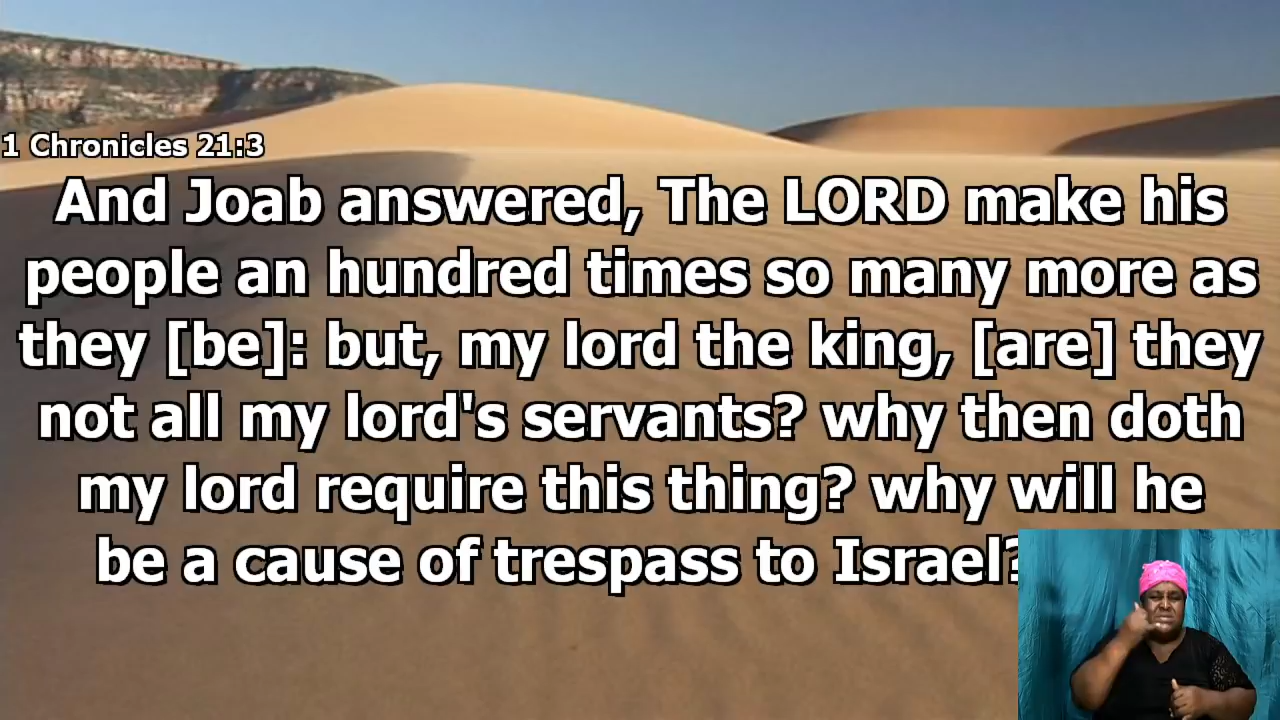 1 Chronicles 21:3
And Joab answered, The LORD make his
people an hundred times so many more as
they [be]: but, my lord the king, [are] they
not all my lord's servants? why then doth
my lord require this thing? why will he
be a cause of trespass to Israel?